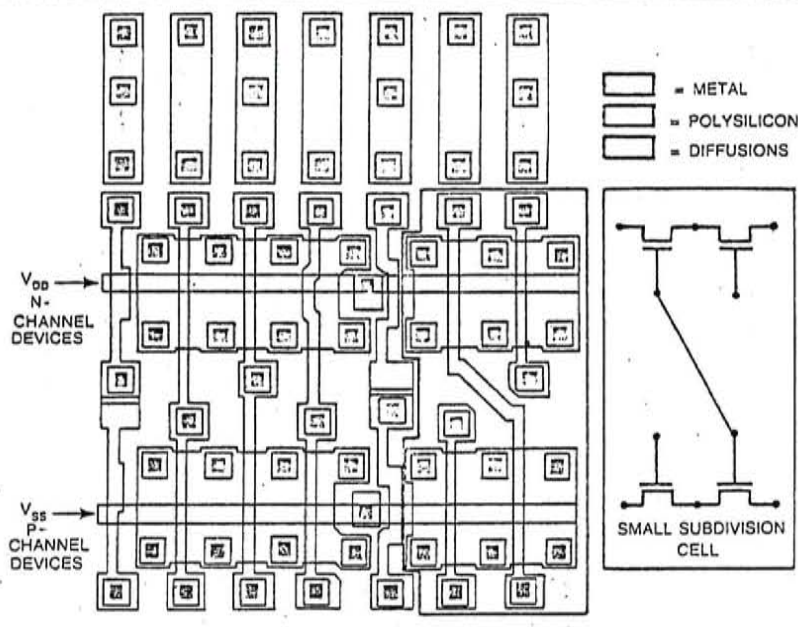 = METAL
= POLYSILICON
= DIFFUSIONS
VDD
N-
CHANNEL
DEVICES
VSS
P-
CHANNEL
DEVICES
SMALL SUBDIVISION
CELL